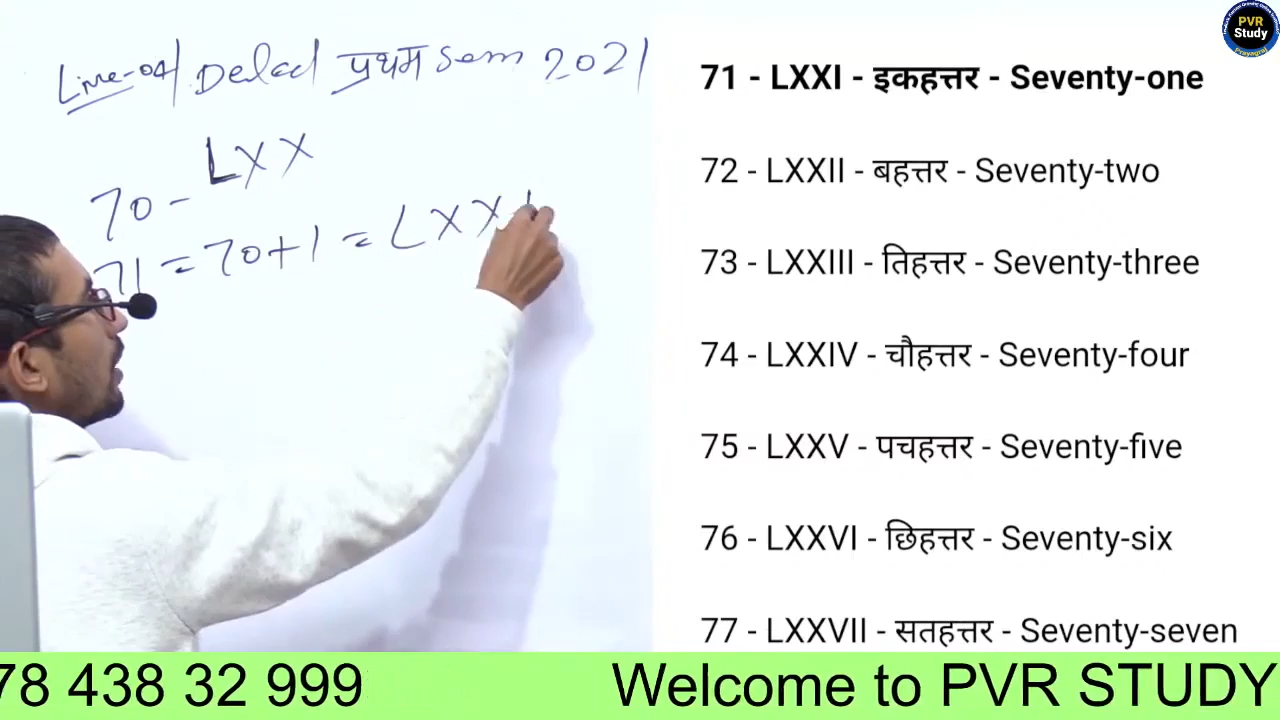 Live-04 Deled प्रथम Sem 2021
70 - LXX
71 = 70+1 = LXX
PVR
Study
Prayagraj
71 - LXXI - इकहत्तर - Seventy-one
72 - LXXII - बहत्तर - Seventy-two
73 - LXXIII - तिहत्तर - Seventy-three
74 - LXXIV - चौहत्तर - Seventy-four
75 - LXXV - पचहत्तर - Seventy-five
76 - LXXVI - छिहत्तर - Seventy-six
77 - LXXVII - सतहत्तर - Seventy-seven
78 438 32 999 Welcome to PVR STUDY